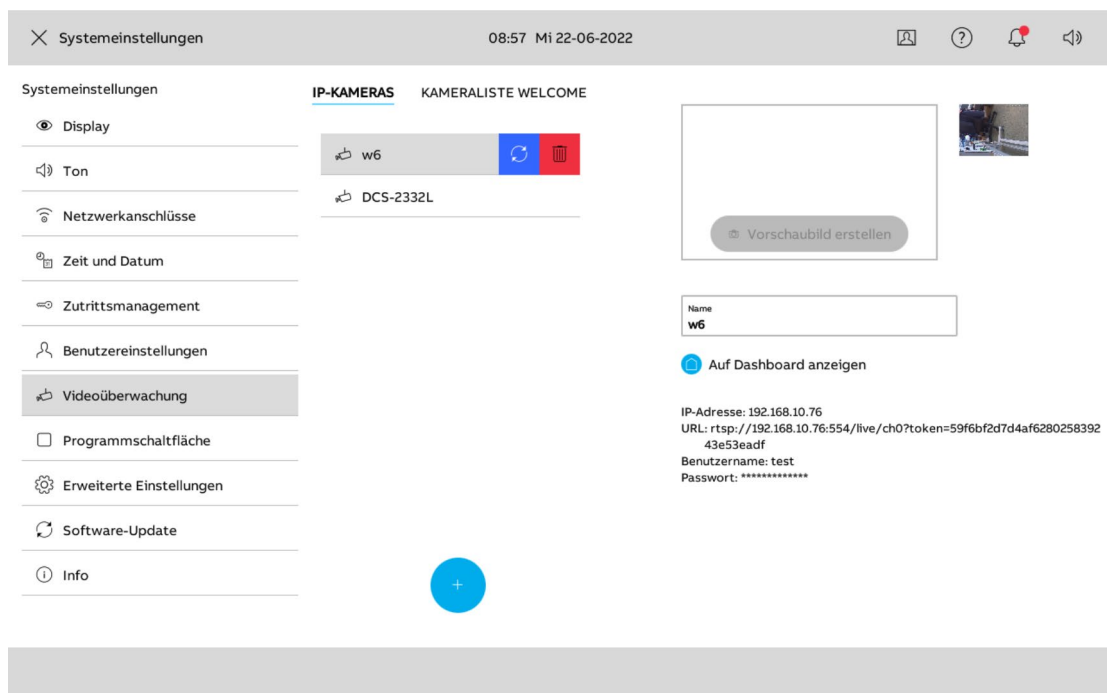 Systemeinstellungen
08:57 Mi 22-06-2022
Systemeinstellungen
Display
Ton
Netzwerkanschlüsse
Zeit und Datum
Zutrittsmanagement
Benutzereinstellungen
Videoüberwachung
Programmschaltfläche
Erweiterte Einstellungen
Software-Update
Info
IP-KAMERAS KAMERALISTE WELCOME
w6
DCS-2332L
+
Vorschaubild erstellen
Name
w6
Auf Dashboard anzeigen
IP-Adresse: 192.168.10.76
URL: rtsp://192.168.10.76:554/live/ch0?token=59f6bf2d7d4af6280258392
43e53eadf
Benutzername: test
Passwort: *************